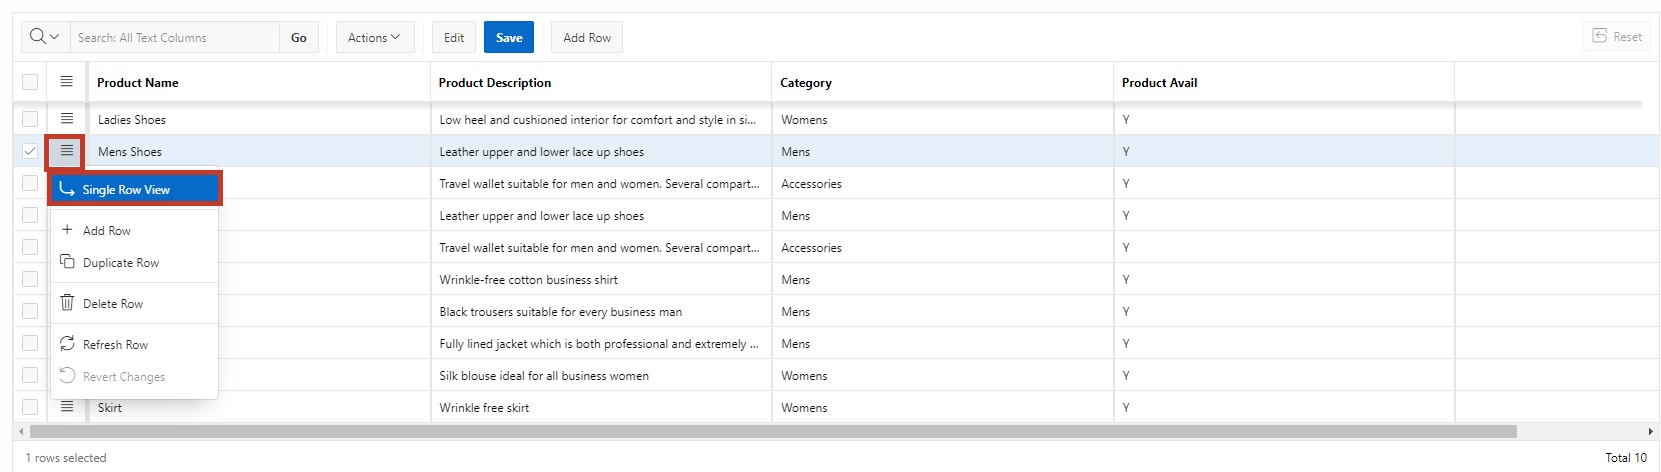 Search: All Text Columns Go Actions Edit Save Add Row Reset
Product Name Product Description Category Product Avail
Ladies Shoes Low heel and cushioned interior for comfort and style in si... Womens Y
Mens Shoes Leather upper and lower lace up shoes Mens Y
Single Row View Travel wallet suitable for men and women. Several compart... Accessories Y
Leather upper and lower lace up shoes Mens Y
Add Row
Travel wallet suitable for men and women. Several compart... Accessories Y
Duplicate Row
Wrinkle-free cotton business shirt Mens Y
Delete Row Black trousers suitable for every business man Mens Y
Refresh Row Fully lined jacket which is both professional and extremely ... Mens Y
Revert Changes Silk blouse ideal for all business women Womens Y
Skirt Wrinkle free skirt Womens Y
1 rows selected Total 10